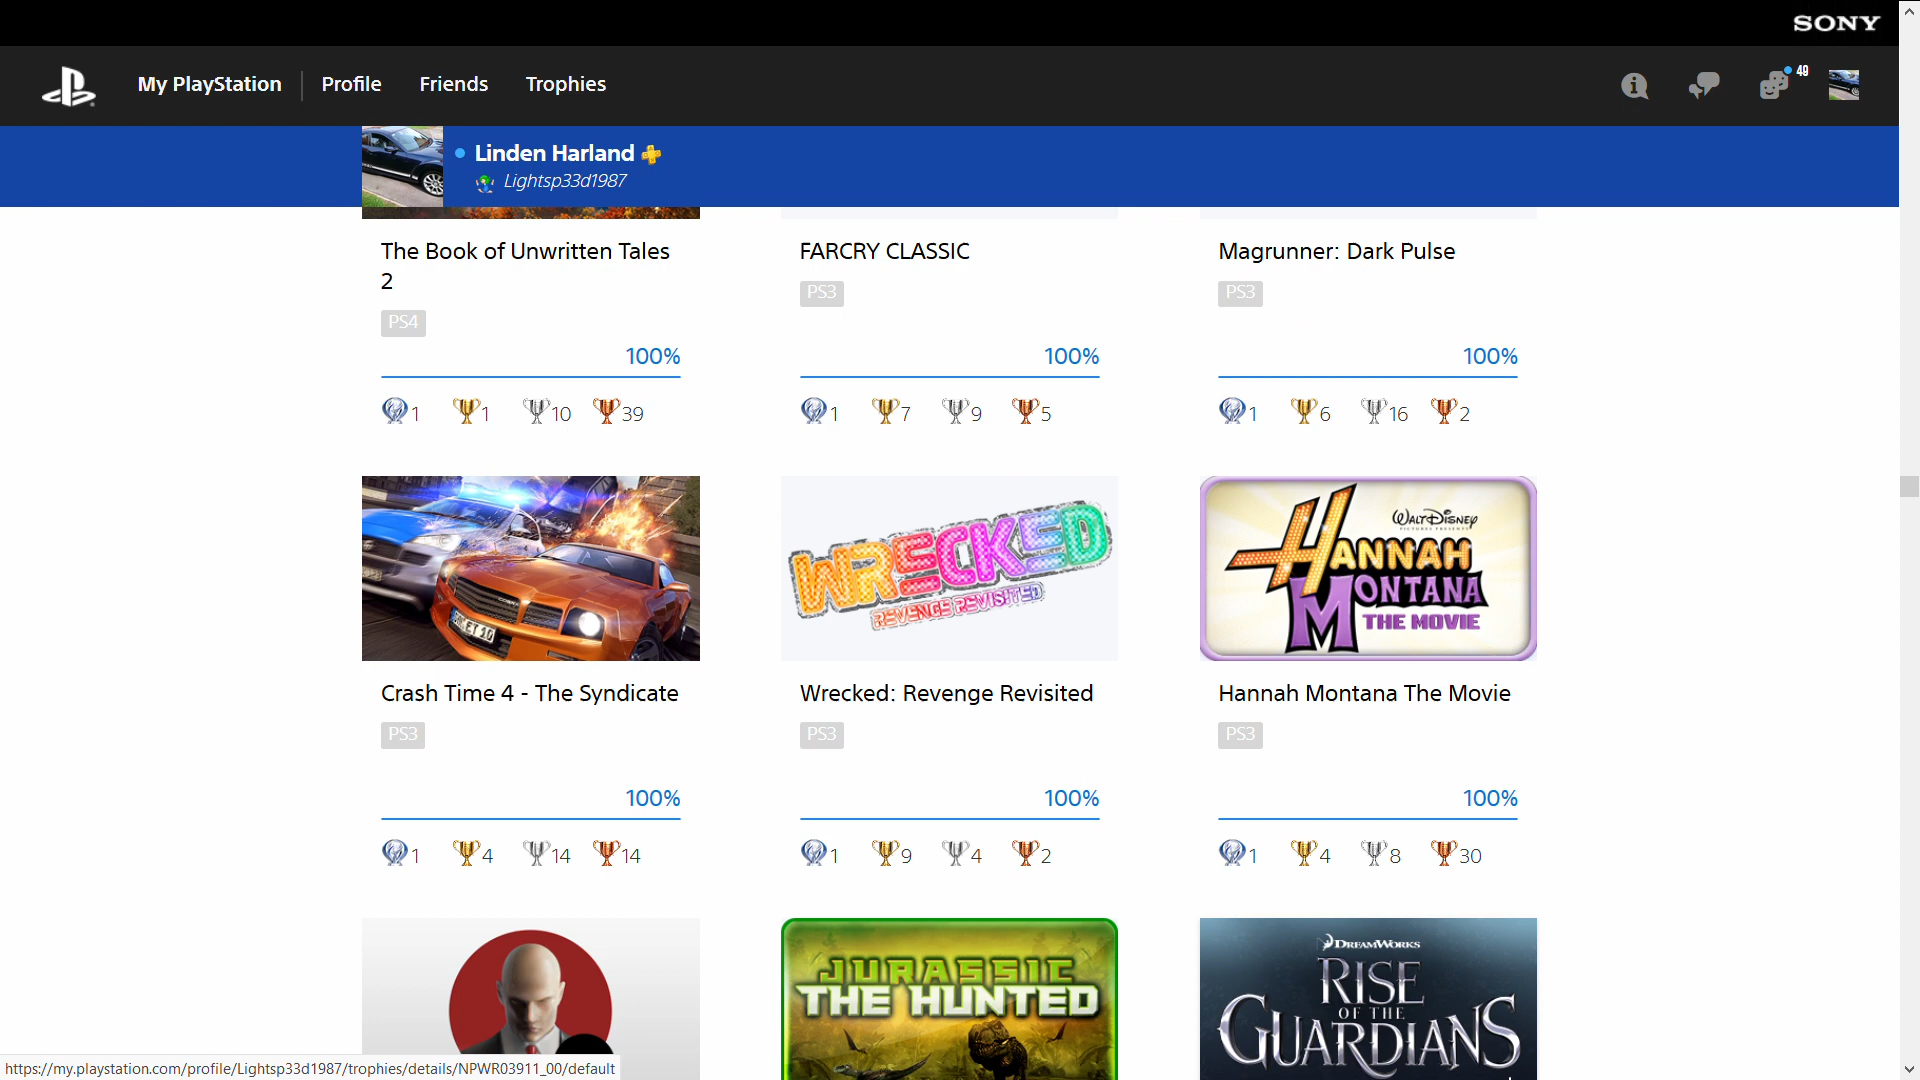 SONY
My PlayStation
Profile
Friends
Trophies
49
Linden Harland
Lightsp33d1987
The Book of Unwritten Tales
2
PS4
100%
1 1 10 39
FARCRY CLASSIC
PS3
100%
1 7 9 5
Magrunner: Dark Pulse
PS3
100%
1 6 16 2
WRECKED
REVENGE REVISITED
WALT DISNEY
PICTURES PRESENTS
HANNAH
MONTANA
THE MOVIE
Crash Time 4 - The Syndicate
PS3
100%
1 4 14 14
Wrecked: Revenge Revisited
PS3
100%
1 9 4 2
Hannah Montana The Movie
PS3
100%
1 4 8 30
JURASSIC
THE HUNTED
DREAMWORKS
RISE
OF THE
GUARDIANS
https://my.playstation.com/profile/Lightsp33d1987/trophies/details/NPWR03911_00/default